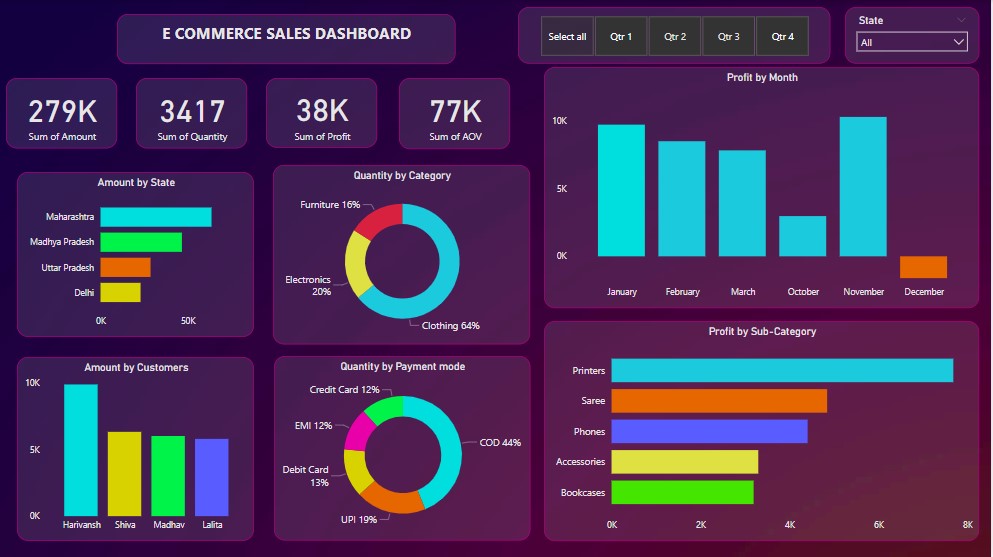 E COMMERCE SALES DASHBOARD
Select all
Qtr 1
Qtr 2
Qtr 3
Qtr 4
State
All
279K
Sum of Amount
3417
Sum of Quantity
38K
Sum of Profit
77K
Sum of AOV
Profit by Month
10K
5K
0K
January
February
March
October
November
December
Amount by State
Maharashtra
Madhya Pradesh
Uttar Pradesh
Delhi
0K
50K
Quantity by Category
Furniture 16%
Electronics
20%
Clothing 64%
Amount by Customers
10K
5K
0K
Harivansh
Shiva
Madhav
Lalita
Quantity by Payment mode
Credit Card 12%
EMI 12%
COD 44%
Debit Card
13%
UPI 19%
Profit by Sub-Category
Printers
Saree
Phones
Accessories
Bookcases
0K
2K
4K
6K
8K